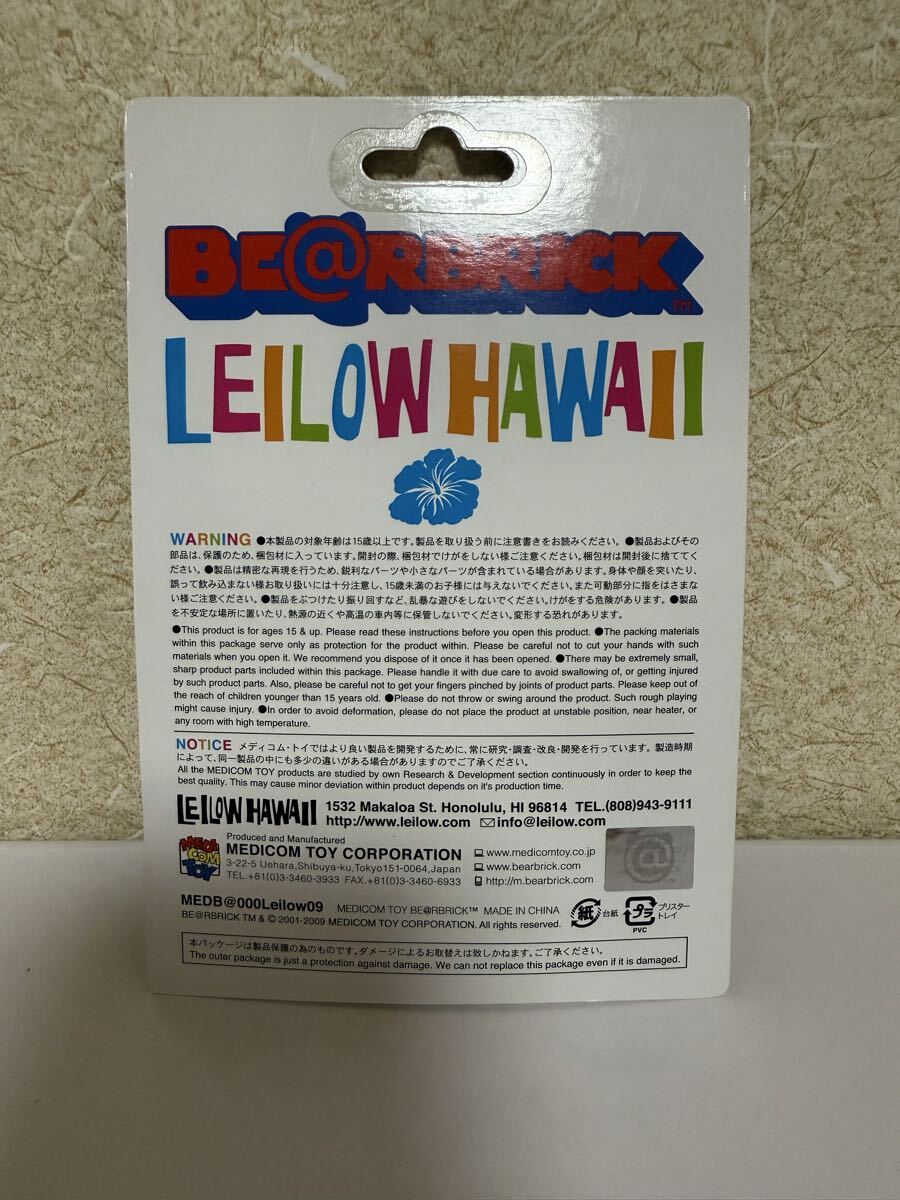 BE@RBRICK TM
LEILOW HAWAII
WARNING ●本製品の対象年齢は15歳以上です。製品を取り扱う前に注意書きをお読みください。 ●製品およびその
部品は、保護のため、梱包材に入っています。開封の際、梱包材でけがをしない様ご注意ください。梱包材は開封後に捨ててく
ださい。●製品は精密な再現を行うため、鋭利なパーツや小さなパーツが含まれている場合があります。身体や顔を突いたり、
誤って飲み込まない様お取り扱いには十分注意し、15歳未満のお子様には与えないでください。また可動部分に指をはさまな
い様ご注意ください。●製品をぶつけたり振り回すなど、乱暴な遊びをしないでください。けがをする危険があります。●製品
を不安定な場所に置いたり、熱源の近くや高温の車内等に保管しないでください。変形する恐れがあります。
●This product is for ages 15 & up. Please read these instructions before you open this product. ●The packing materials
within this package serve only as protection for the product within. Please be careful not to cut your hands with such
materials when you open it. We recommend you dispose of it once it has been opened. ●There may be extremely small,
sharp product parts included within this package. Please handle it with due care to avoid swallowing of, or getting injured
by such product parts. Also, please be careful not to get your fingers pinched by joints of product parts. Please keep out of
the reach of children younger than 15 years old. ●Please do not throw or swing around the product. Such rough playing
might cause injury. ●In order to avoid deformation, please do not place the product at unstable position, near heater, or
any room with high temperature.
NOTICE メディコム・トイではより良い製品を開発するために、常に研究・調査・改良・開発を行っています。製造時期
によって、同一製品の中にも多少の違いがある場合がありますのでご了承ください。
All the MEDICOM TOY products are studied by own Research & Development section continuously in order to keep the
best quality. This may cause minor deviation within product depends on it's production time.
LEILOW HAWAII 1532 Makaloa St. Honolulu, HI 96814 TEL.(808)943-9111
http://www.leilow.com info@leilow.com
MEDI COM TOY
Produced and Manufactured
MEDICOM TOY CORPORATION
3-22-5 Uehara,Shibuya-ku,Tokyo151-0064,Japan
TEL.+81(0)3-3460-3933 FAX.+81(0)3-3460-6933
www.medicomtoy.co.jp
www.bearbrick.com
http://m.bearbrick.com
@
MEDB@000Leilow09 MEDICOM TOY BE@RBRICK™ MADE IN CHINA
BE@RBRICK TM & © 2001-2009 MEDICOM TOY CORPORATION. All rights reserved.
紙 台紙
プラ PVC
ブリスター
トレイ
本パッケージは製品保護の為のものです。ダメージによるお取替えは致しかねます。ご了承ください。
The outer package is just a protection against damage. We can not replace this package even if it is damaged.